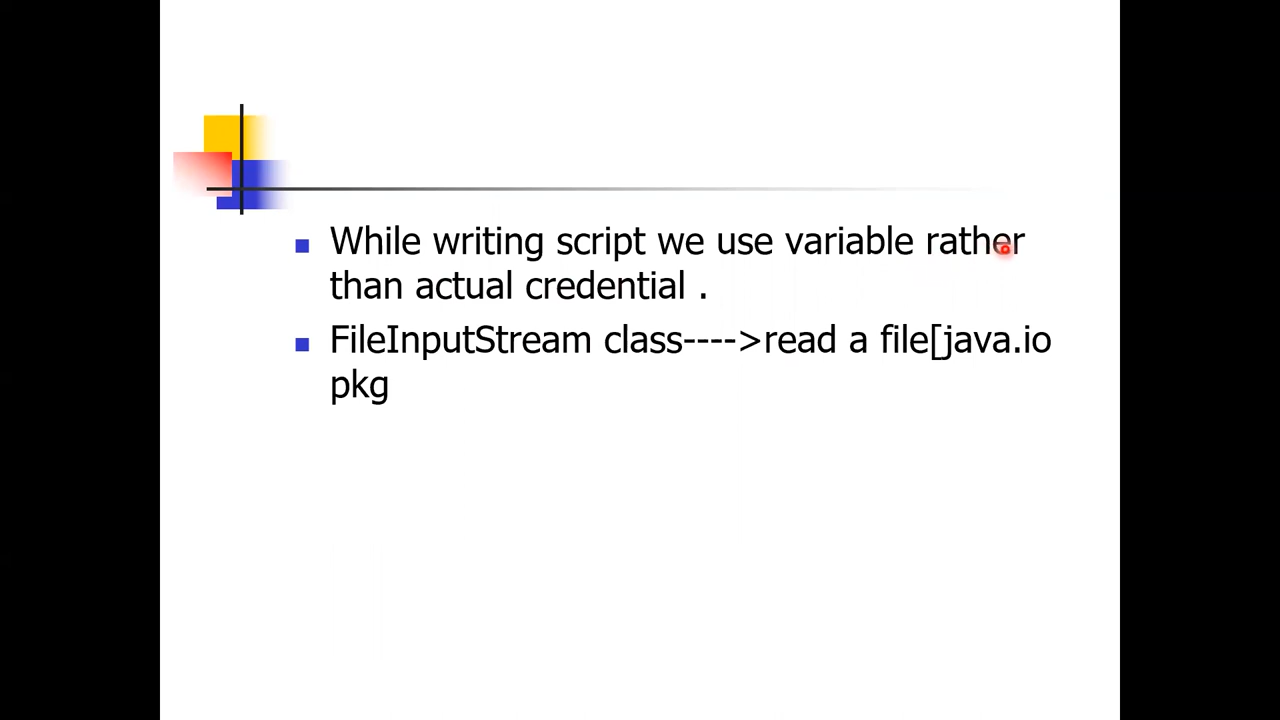 While writing script we use variable rather
than actual credential .
FileInputStream class---->read a file[java.io
pkg